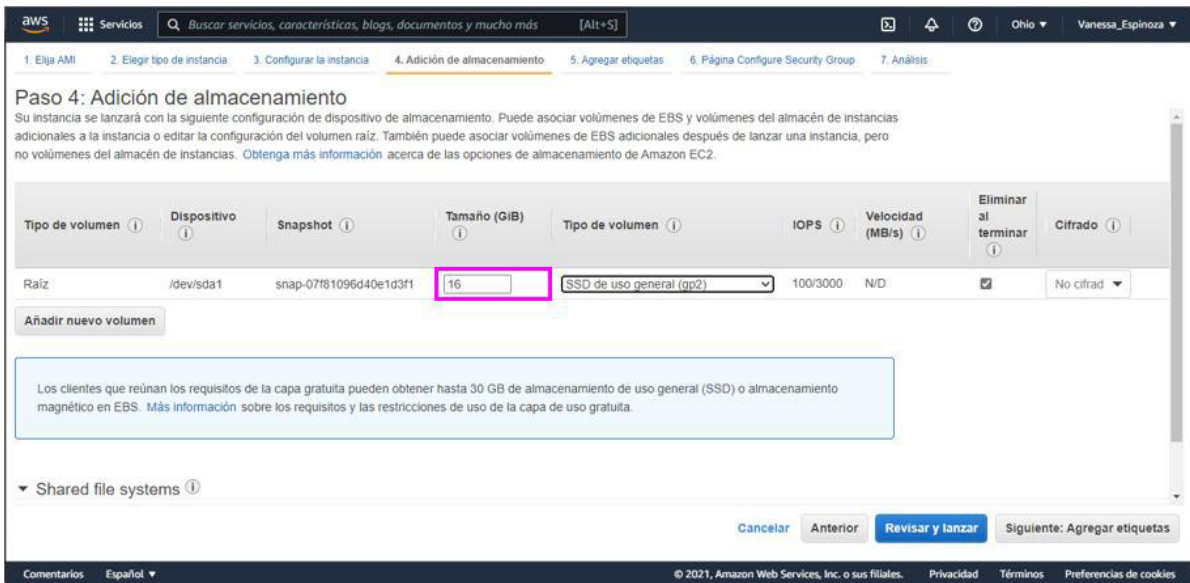 aws Servicios Buscar servicios, características, blogs, documentos y mucho más [Alt+S] Ohio Vanessa_Espinoza
1. Elija AMI 2. Elegir tipo de instancia 3. Configurar la instancia 4. Adición de almacenamiento 5. Agregar etiquetas 6. Página Configure Security Group 7. Análisis
Paso 4: Adición de almacenamiento
Su instancia se lanzará con la siguiente configuración de dispositivo de almacenamiento. Puede asociar volúmenes de EBS y volúmenes del almacén de instancias
adicionales a la instancia o editar la configuración del volumen raíz. También puede asociar volúmenes de EBS adicionales después de lanzar una instancia, pero
no volúmenes del almacén de instancias. Obtenga más información acerca de las opciones de almacenamiento de Amazon EC2.
Tipo de volumen Dispositivo Snapshot Tamaño (GiB) Tipo de volumen IOPS Velocidad (MB/s) Eliminar al terminar Cifrado
Raíz /dev/sda1 snap-07f81096d40e1d3f1 16 SSD de uso general (gp2) 100/3000 N/D No cifrad
Añadir nuevo volumen
Los clientes que reúnan los requisitos de la capa gratuita pueden obtener hasta 30 GB de almacenamiento de uso general (SSD) o almacenamiento
magnético en EBS. Más información sobre los requisitos y las restricciones de uso de la capa de uso gratuita.
Shared file systems
Cancelar Anterior Revisar y lanzar Siguiente: Agregar etiquetas
Comentarios Español © 2021, Amazon Web Services, Inc. o sus filiales. Privacidad Términos Preferencias de cookies